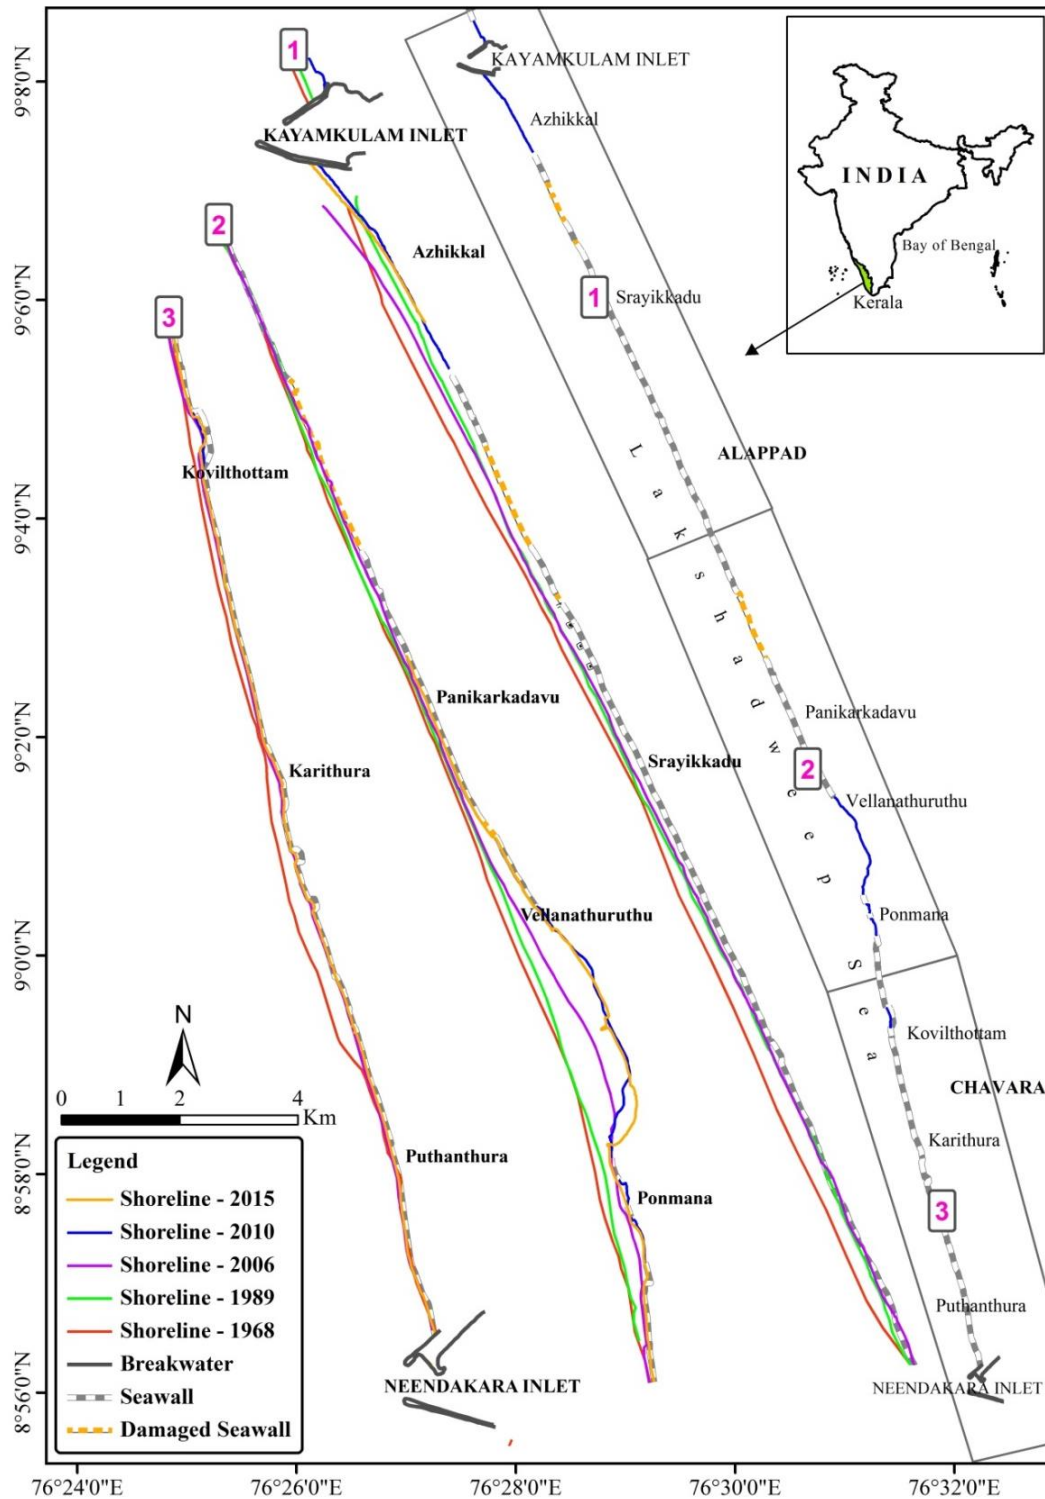 1
KAYAMKULAM INLET
KAYAMKULAM INLET
Azhikkal
INDIA
Bay of Bengal
Kerala
2
Azhikkal
1
Srayikkadu
3
Kovilthottam
ALAPPAD
Lakshadweep Sea
Panikarkadavu
Panikarkadavu
Srayikkadu
2
Karithura
Vellanathuruthu
Vellanathuruthu
Ponmana
Kovilthottam
N
CHAVARA
0 1 2 4
Km
Karithura
Puthanthura
Ponmana
3
Puthanthura
NEENDAKARA INLET
NEENDAKARA INLET
Legend
Shoreline - 2015
Shoreline - 2010
Shoreline - 2006
Shoreline - 1989
Shoreline - 1968
Breakwater
Seawall
Damaged Seawall
9°8'0"N
9°6'0"N
9°4'0"N
9°2'0"N
9°0'0"N
8°58'0"N
8°56'0"N
76°24'0"E
76°26'0"E
76°28'0"E
76°30'0"E
76°32'0"E